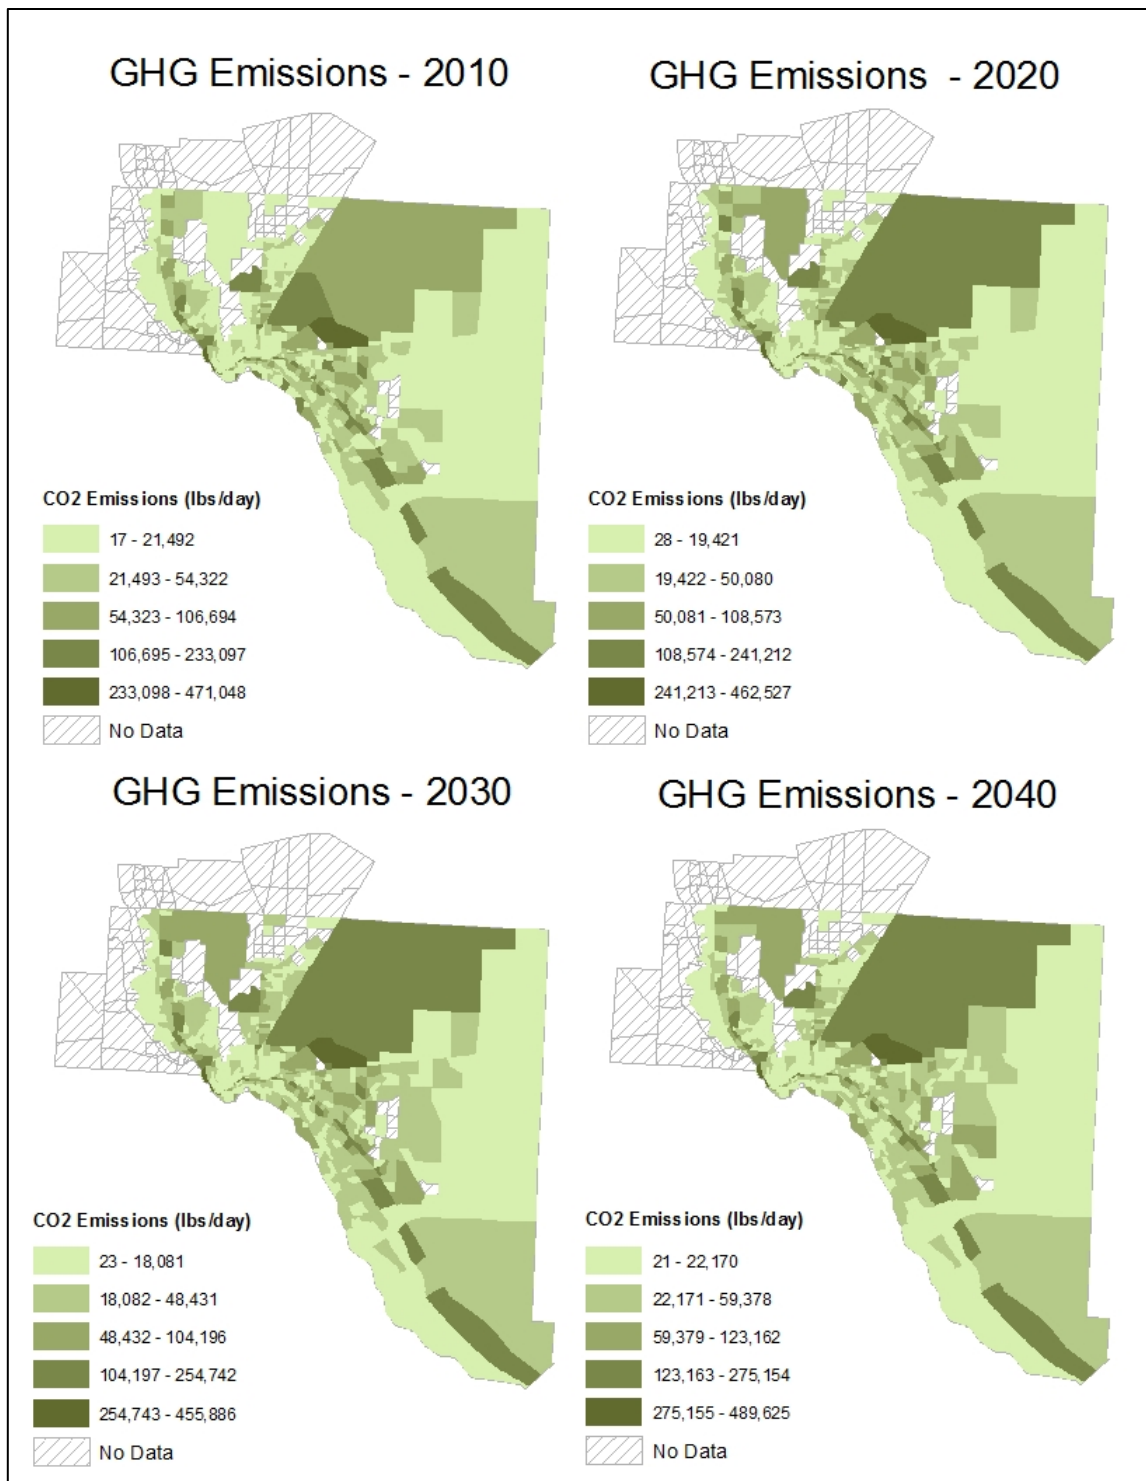 GHG Emissions - 2010
CO2 Emissions (lbs/day)
17 - 21,492
21,493 - 54,322
54,323 - 106,694
106,695 - 233,097
233,098 - 471,048
No Data
GHG Emissions - 2020
CO2 Emissions (lbs/day)
28 - 19,421
19,422 - 50,080
50,081 - 108,573
108,574 - 241,212
241,213 - 462,527
No Data
GHG Emissions - 2030
CO2 Emissions (lbs/day)
23 - 18,081
18,082 - 48,431
48,432 - 104,196
104,197 - 254,742
254,743 - 455,886
No Data
GHG Emissions - 2040
CO2 Emissions (lbs/day)
21 - 22,170
22,171 - 59,378
59,379 - 123,162
123,163 - 275,154
275,155 - 489,625
No Data